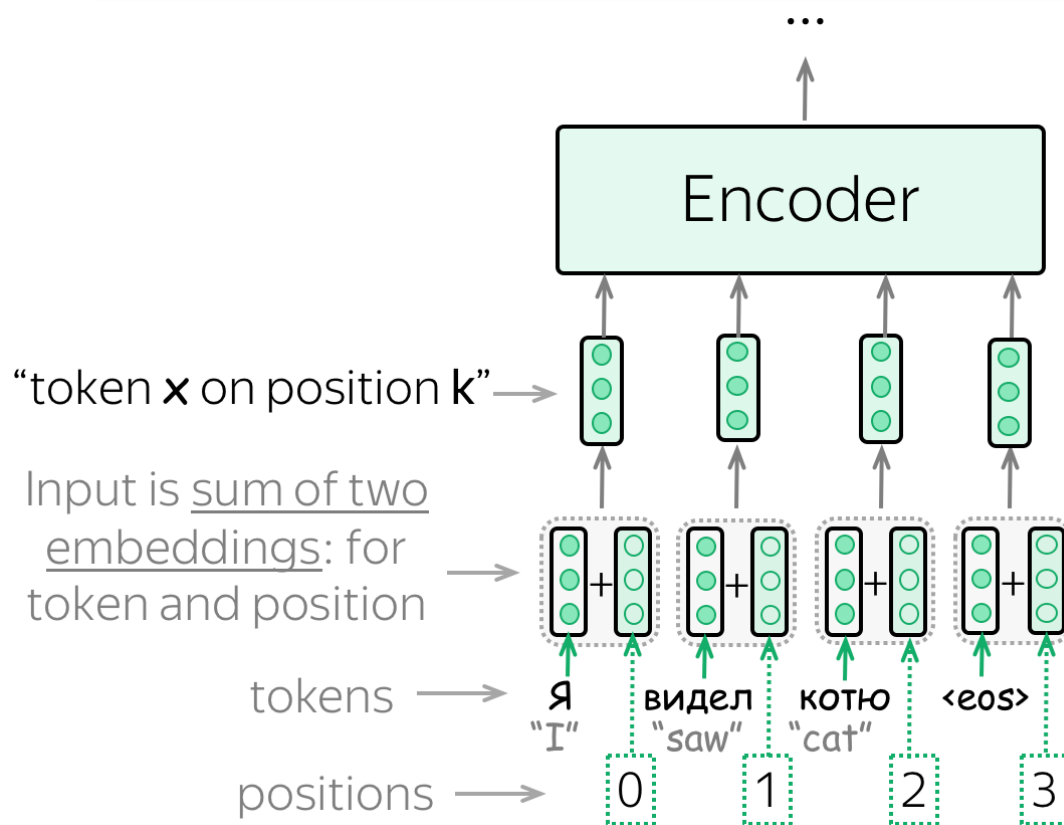 ...
Encoder
“token x on position k”
Input is sum of two
embeddings: for
token and position
+ + + +
tokens Я видел котю <eos>
“I” “saw” “cat”
positions 0 1 2 3